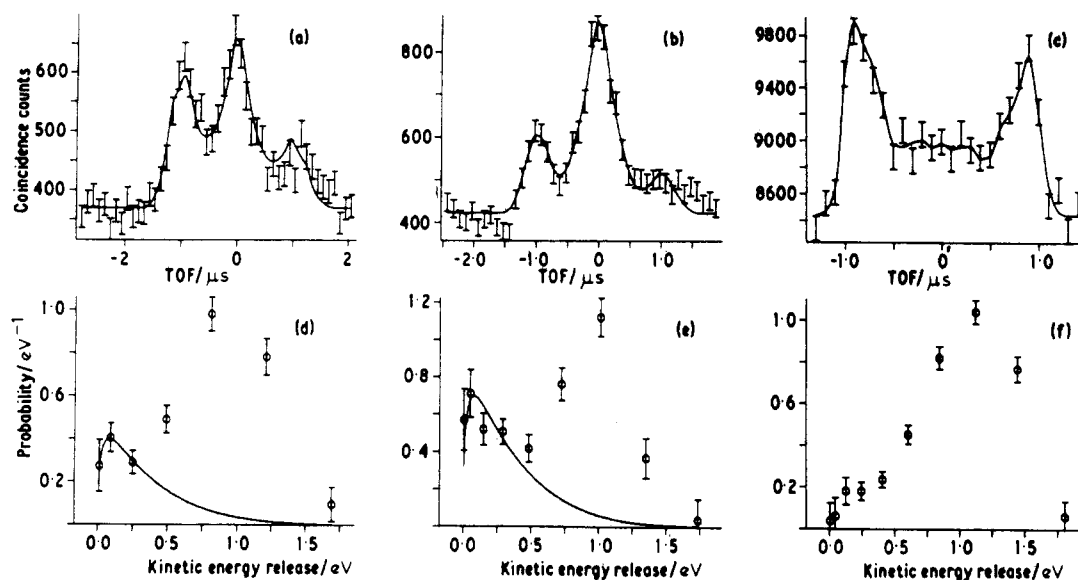 Coincidence counts
600
500
400
(a)
-2
0
2
TOF/μs
800
600
400
(b)
-2·0
-1·0
0·0
1·0
TOF/μs
9800
9400
9000
8600
(c)
-1·0
0
1·0
TOF/μs
Probability/eV⁻¹
1·0
0·6
0·2
(d)
0·0
0·5
1·0
1·5
Kinetic energy release/eV
1·2
0·8
0·4
(e)
0·0
0·5
1·0
1·5
Kinetic energy release/eV
1·0
0·6
0·2
(f)
0·0
0·5
1·0
1·5
Kinetic energy release/eV